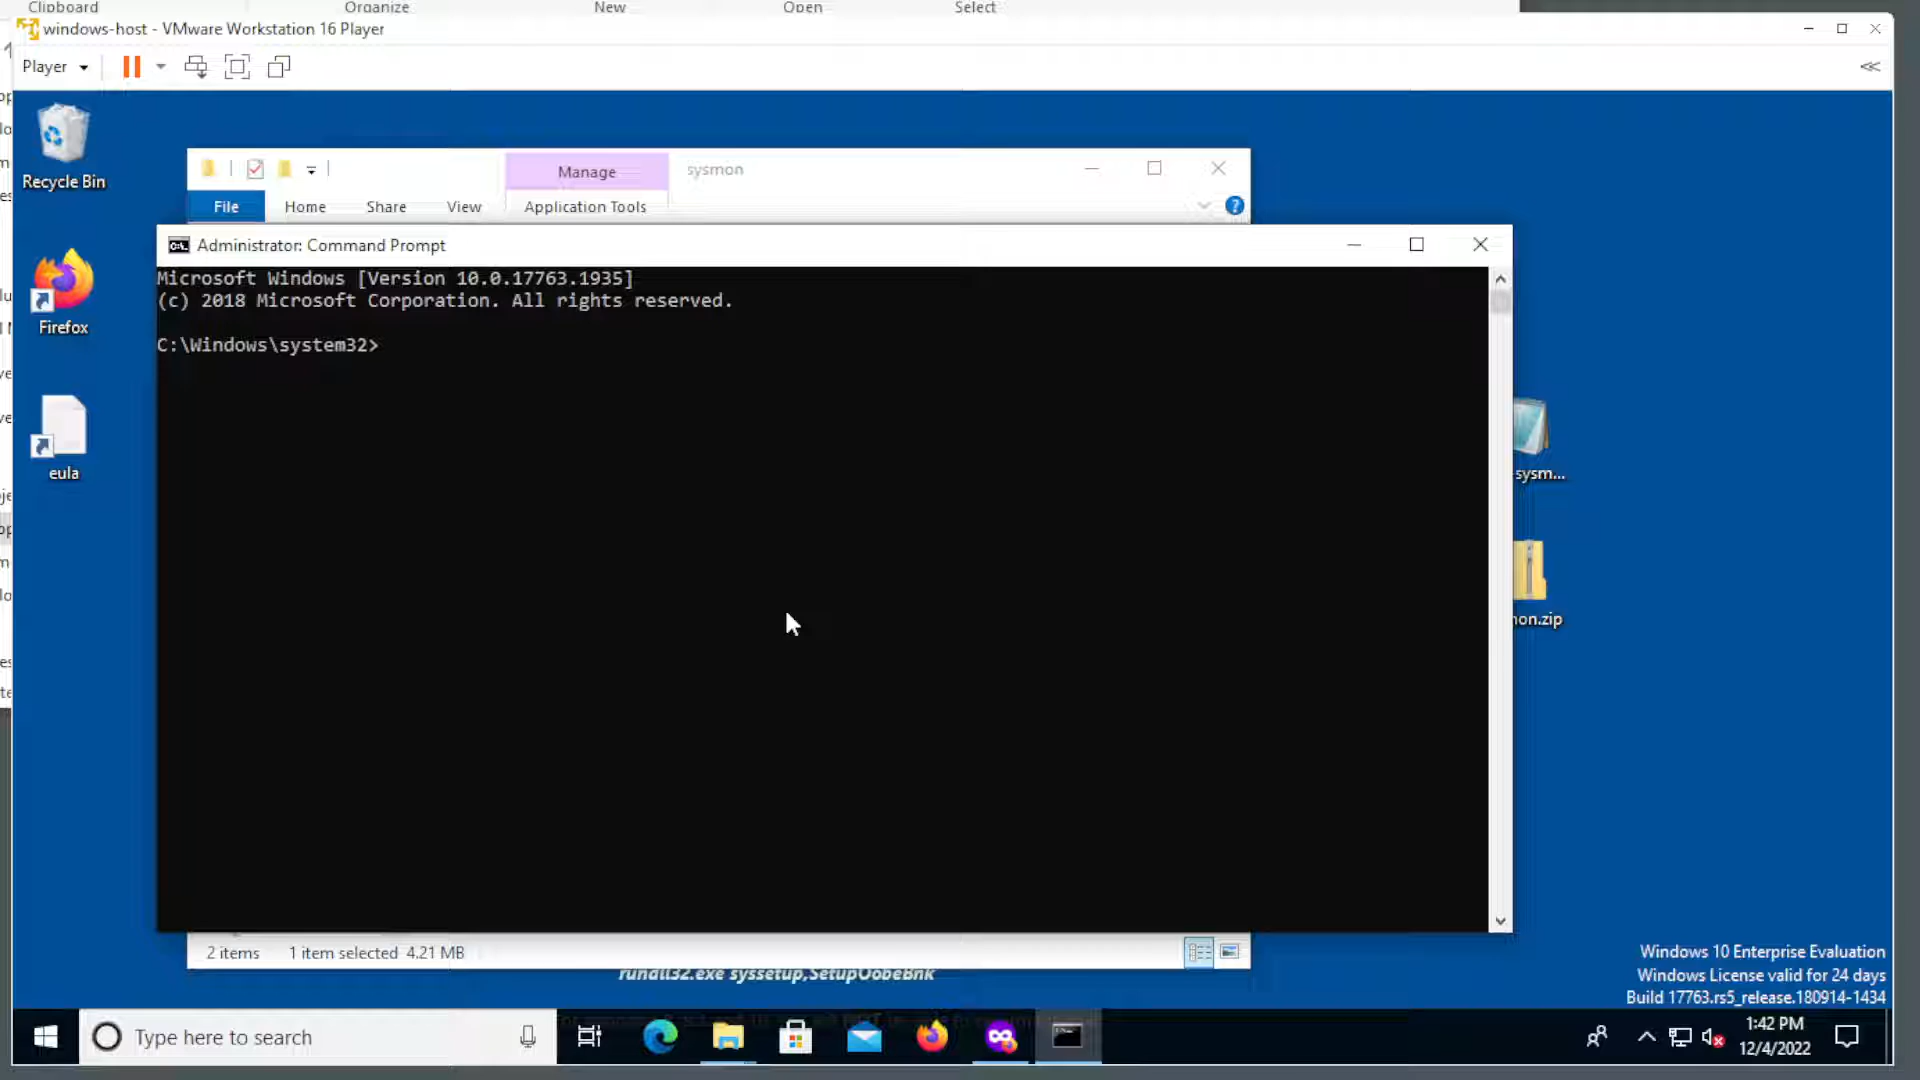 Clipboard Organize New Open Select
windows-host - VMware Workstation 16 Player
Player
Recycle Bin
Manage sysmon
File Home Share View Application Tools
Administrator: Command Prompt
Microsoft Windows [Version 10.0.17763.1935]
(c) 2018 Microsoft Corporation. All rights reserved.
C:\Windows\system32>
Firefox
eula
sysm...
non.zip
2 items 1 item selected 4.21 MB
rundll32.exe syssetup,SetupOobeBnk
Windows 10 Enterprise Evaluation
Windows License valid for 24 days
Build 17763.rs5_release.180914-1434
Type here to search
1:42 PM
12/4/2022